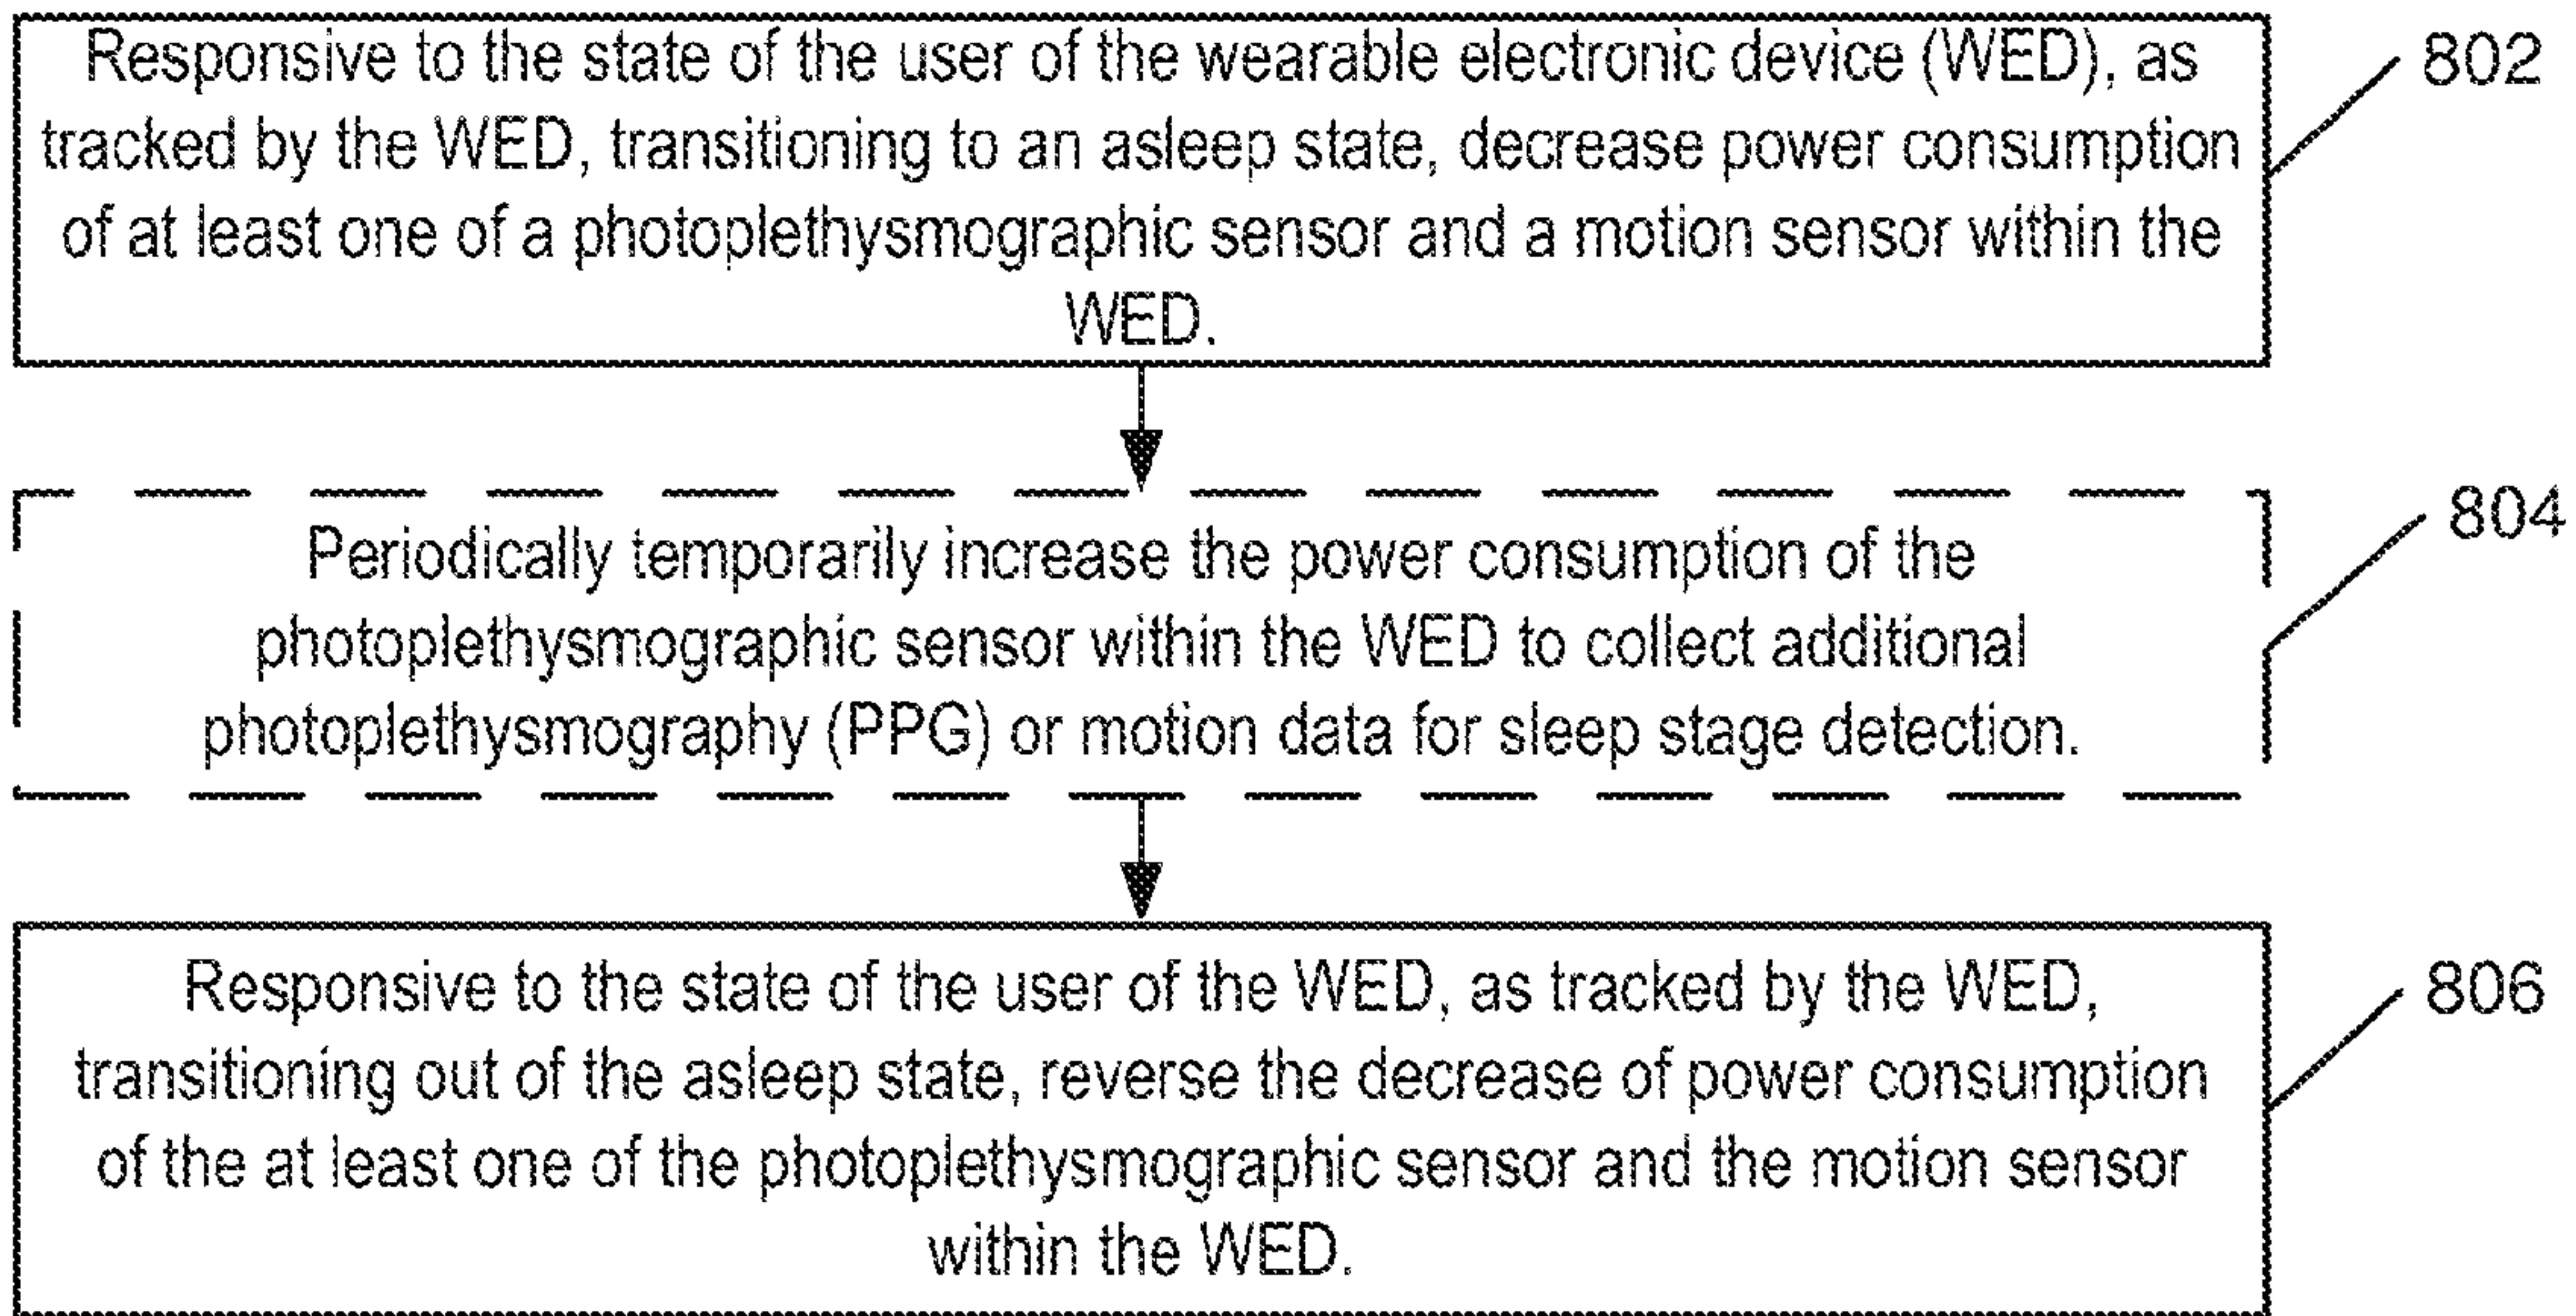 Responsive to the state of the user of the wearable electronic device (WED), as
tracked by the WED, transitioning to an asleep state, decrease power consumption
of at least one of a photoplethysmographic sensor and a motion sensor within the
WED.
802
Periodically temporarily increase the power consumption of the
photoplethysmographic sensor within the WED to collect additional
photoplethysmography (PPG) or motion data for sleep stage detection.
804
Responsive to the state of the user of the WED, as tracked by the WED,
transitioning out of the asleep state, reverse the decrease of power consumption
of the at least one of the photoplethysmographic sensor and the motion sensor
within the WED.
806